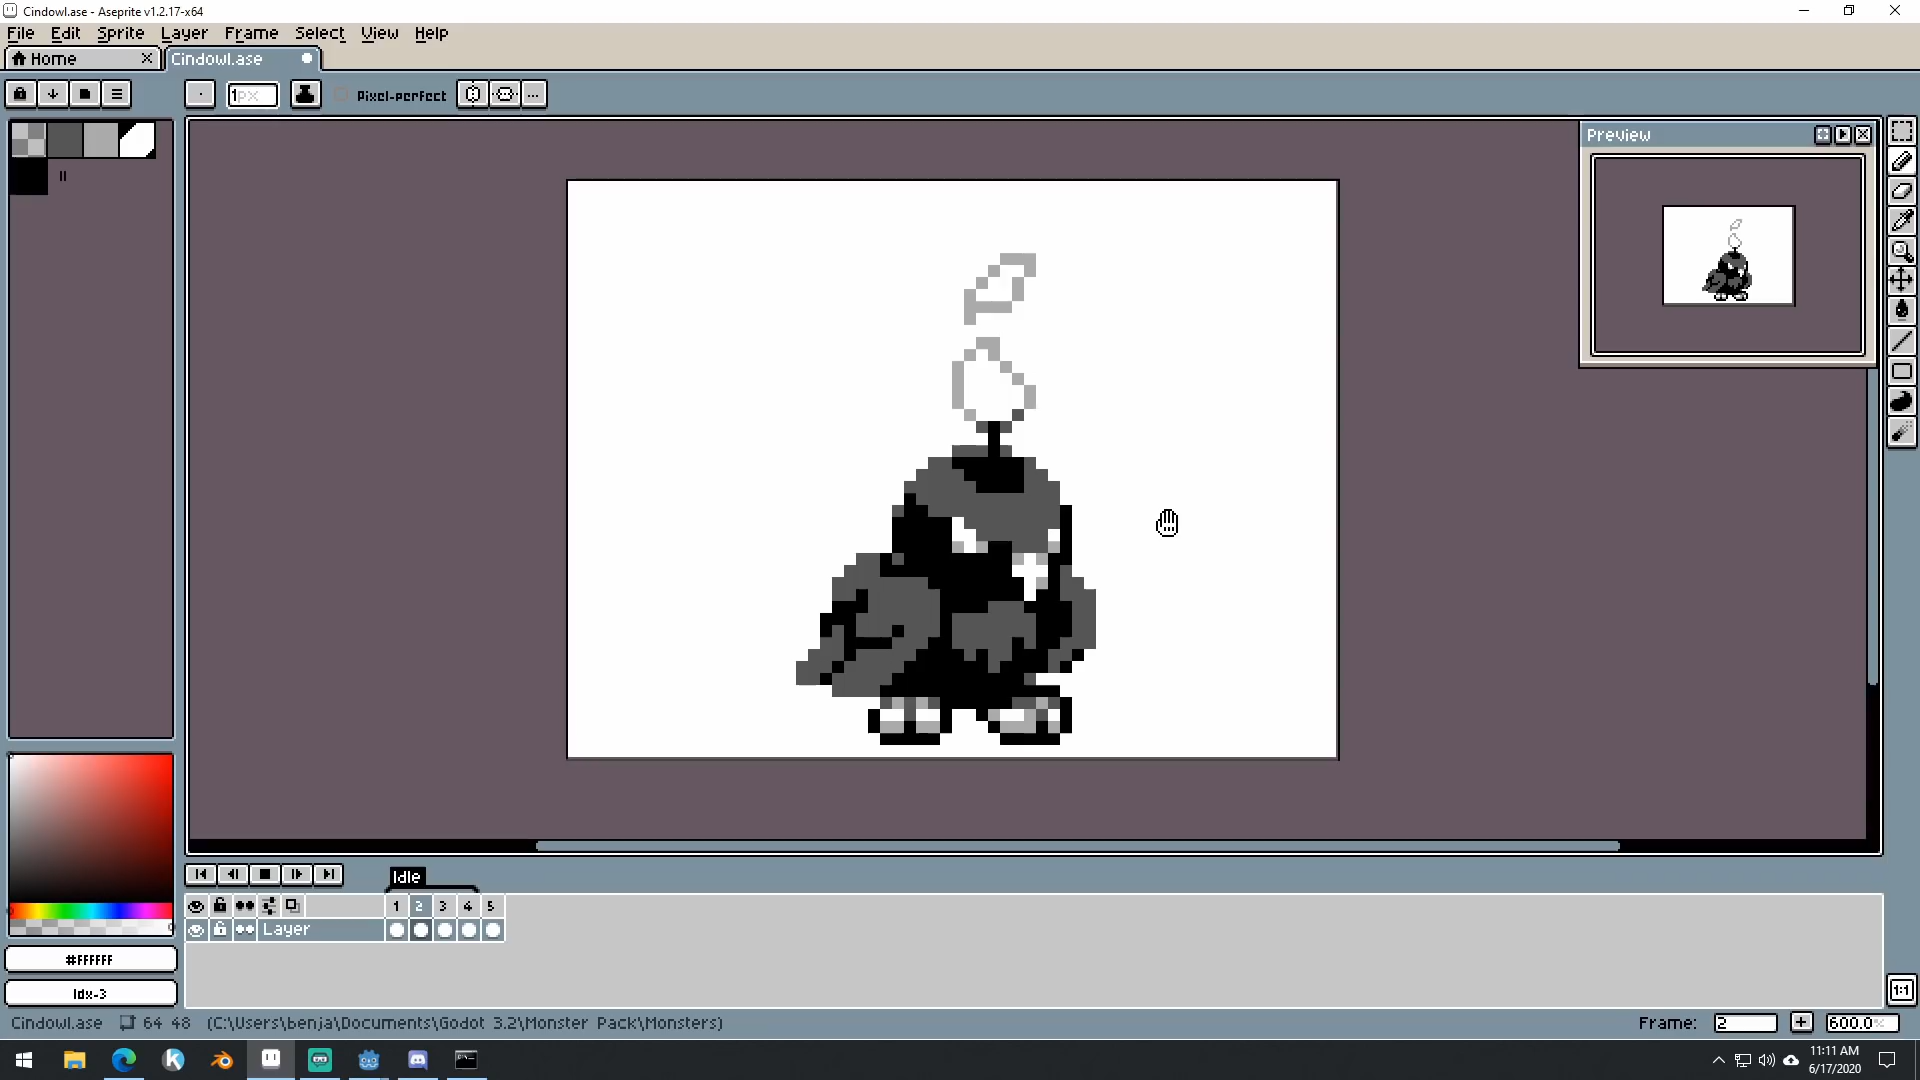 Cindowl.ase - Aseprite v1.2.17-x64
File Edit Sprite Layer Frame Select View Help
Home Cindowl.ase
1px Pixel-perfect
Preview
Idle
1 2 3 4 5
Layer
#FFFFFF
Idx-3
Cindowl.ase 64 48 (C:\Users\benja\Documents\Godot 3.2\Monster Pack\Monsters) Frame: 2 + 600.0%
1:1
11:11 AM
6/17/2020